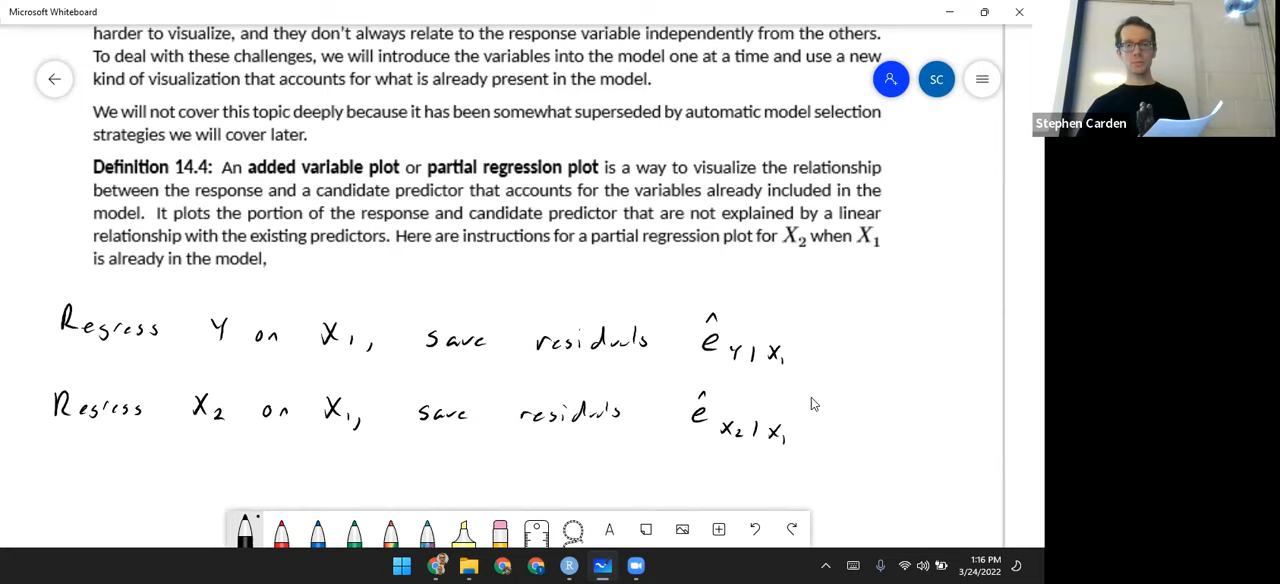 Microsoft Whiteboard
harder to visualize, and they don't always relate to the response variable independently from the others.
To deal with these challenges, we will introduce the variables into the model one at a time and use a new
kind of visualization that accounts for what is already present in the model.
SC
We will not cover this topic deeply because it has been somewhat superseded by automatic model selection
strategies we will cover later.
Stephen Carden
Definition 14.4: An added variable plot or partial regression plot is a way to visualize the relationship
between the response and a candidate predictor that accounts for the variables already included in the
model. It plots the portion of the response and candidate predictor that are not explained by a linear
relationship with the existing predictors. Here are instructions for a partial regression plot for X₂ when X₁
is already in the model,
Regress Y on X₁, save residuals ê Y|X₁
Regress X₂ on X₁, save residuals ê X₂|X₁
A
1:16 PM
3/24/2022